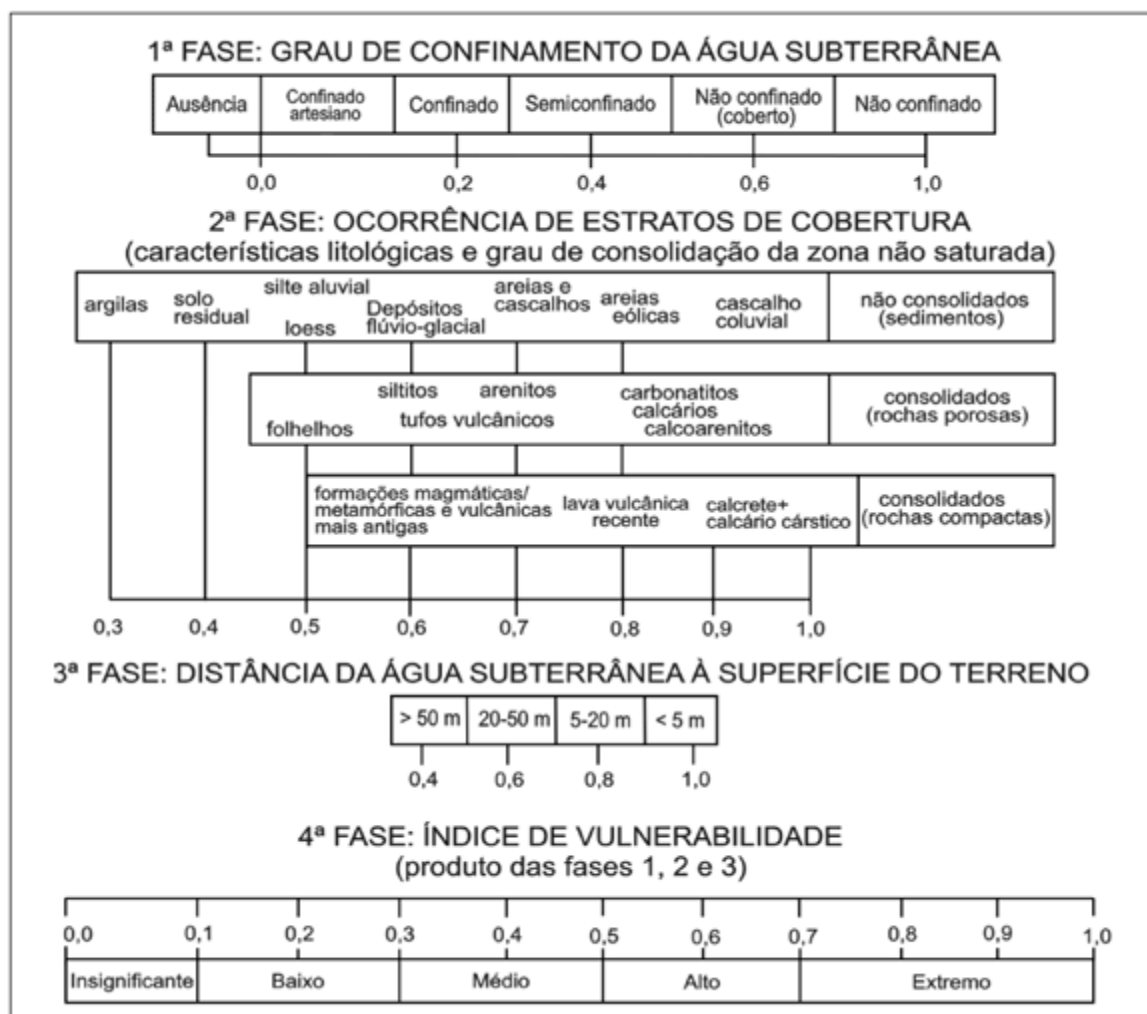 1ª FASE: GRAU DE CONFINAMENTO DA ÁGUA SUBTERRÂNEA
Ausência
Confinado
artesiano
Confinado
Semiconfinado
Não confinado
(coberto)
Não confinado
0,0
0,2
0,4
0,6
1,0
2ª FASE: OCORRÊNCIA DE ESTRATOS DE COBERTURA
(características litológicas e grau de consolidação da zona não saturada)
argilas
solo
residual
silte aluvial
loess
Depósitos
flúvio-glacial
areias e
cascalhos
areias
eólicas
cascalho
coluvial
não consolidados
(sedimentos)
folhelhos
siltitos
tufos vulcânicos
arenitos
carbonatitos
calcários
calcoarenitos
consolidados
(rochas porosas)
formações magmáticas/
metamórficas e vulcânicas
mais antigas
lava vulcânica
recente
calcrete+
calcário cárstico
consolidados
(rochas compactas)
0,3
0,4
0,5
0,6
0,7
0,8
0,9
1,0
3ª FASE: DISTÂNCIA DA ÁGUA SUBTERRÂNEA À SUPERFÍCIE DO TERRENO
> 50 m
20-50 m
5-20 m
< 5 m
0,4
0,6
0,8
1,0
4ª FASE: ÍNDICE DE VULNERABILIDADE
(produto das fases 1, 2 e 3)
0,0
0,1
0,2
0,3
0,4
0,5
0,6
0,7
0,8
0,9
1,0
Insignificante
Baixo
Médio
Alto
Extremo